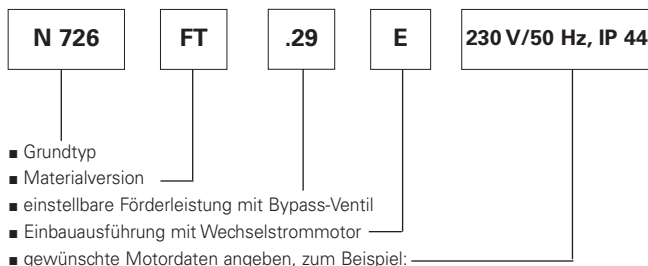 N 726 FT .29 E 230 V/50 Hz, IP 44
■ Grundtyp
■ Materialversion
■ einstellbare Förderleistung mit Bypass-Ventil
■ Einbauausführung mit Wechselstrommotor
■ gewünschte Motordaten angeben, zum Beispiel: